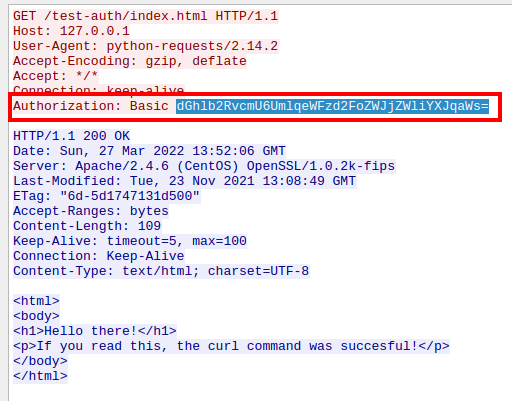 GET /test-auth/index.html HTTP/1.1
Host: 127.0.0.1
User-Agent: python-requests/2.14.2
Accept-Encoding: gzip, deflate
Accept: */*
Connection: keep-alive
Authorization: Basic dGhlb2RvcmU6UmlqeWFzd2FoZWJjZWliYXJqaWs=
HTTP/1.1 200 OK
Date: Sun, 27 Mar 2022 13:52:06 GMT
Server: Apache/2.4.6 (CentOS) OpenSSL/1.0.2k-fips
Last-Modified: Tue, 23 Nov 2021 13:08:49 GMT
ETag: "6d-5d1747131d500"
Accept-Ranges: bytes
Content-Length: 109
Keep-Alive: timeout=5, max=100
Connection: Keep-Alive
Content-Type: text/html; charset=UTF-8
<html>
<body>
<h1>Hello there!</h1>
<p>If you read this, the curl command was succesful!</p>
</body>
</html>